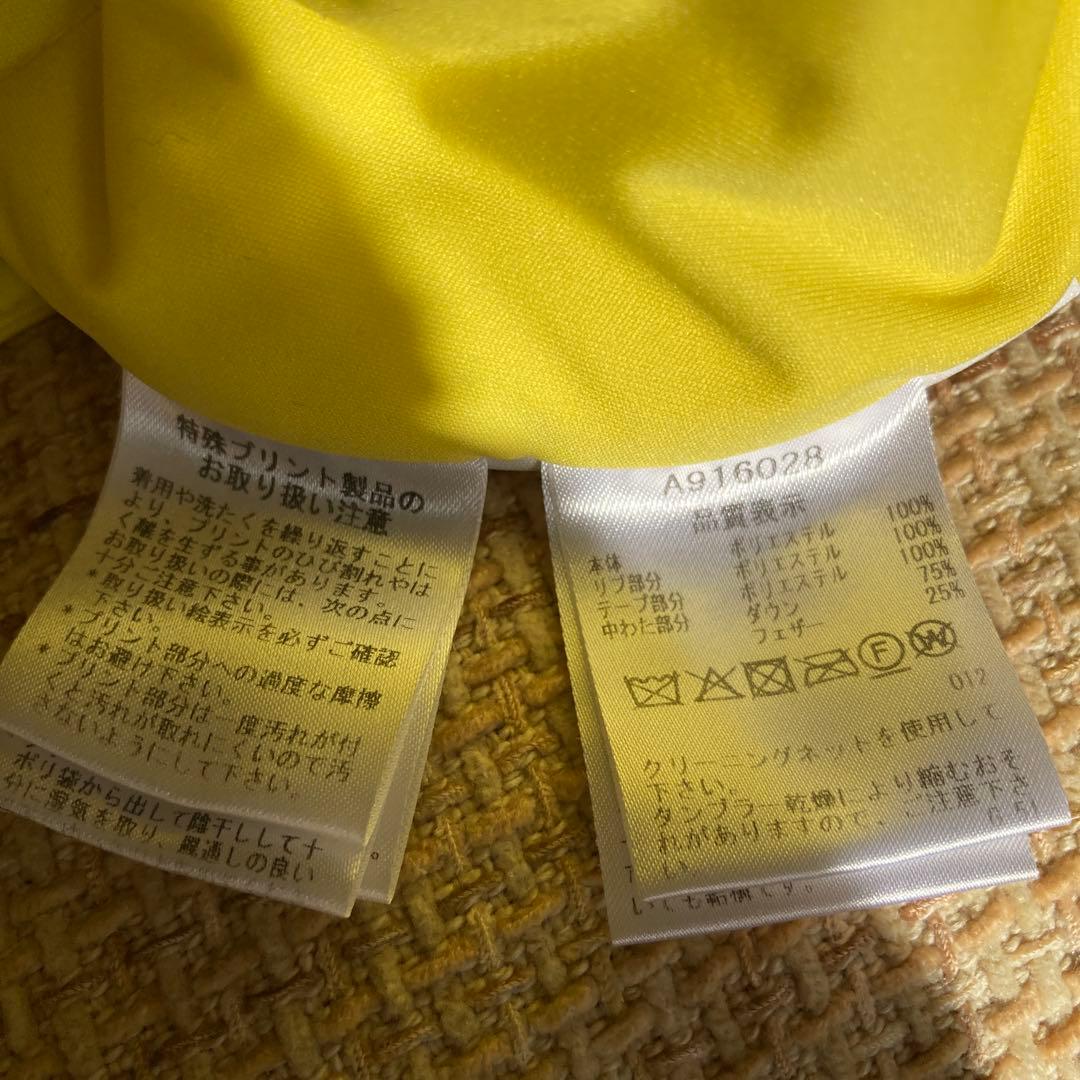 特殊プリント製品の
お取り扱い注意
着用や洗たくを繰り返すことに
より、プリントのひび割れやは
く離を生ずる事があります。
お取り扱いの際には、次の点に
十分ご注意下さい。
*取り扱い絵表示を必ずご確認
下さい。
*プリント部分への過度な摩擦
はお避け下さい。
*プリント部分は一度汚れが付
くと汚れが取れにくいので汚
さないようにして下さい。
ポリ袋から出して陰干しして十
分に湿気を取り、風通しの良い
。
A916028
品質表示
本体 ポリエステル 100%
リブ部分 ポリエステル 100%
テープ部分 ポリエステル 100%
中わた部分 ダウン 75%
フェザー 25%
F W
012
クリーニングネットを使用して
下さい。
タンブラー乾燥により縮むおそ
れがありますので、ご注意下さ
い。